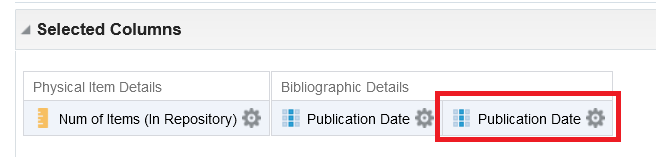 Selected Columns
Physical Item Details Bibliographic Details
Num of Items (In Repository) Publication Date Publication Date